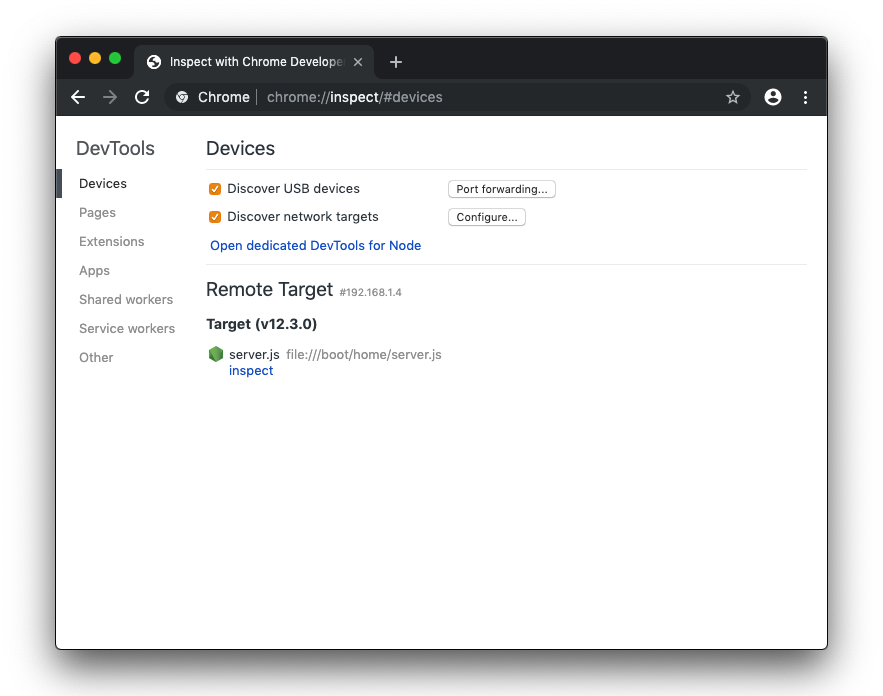 Inspect with Chrome Develope
Chrome chrome://inspect/#devices
DevTools
Devices
Pages
Extensions
Apps
Shared workers
Service workers
Other
Devices
Discover USB devices Port forwarding...
Discover network targets Configure...
Open dedicated DevTools for Node
Remote Target #192.168.1.4
Target (v12.3.0)
server.js file:///boot/home/server.js
inspect